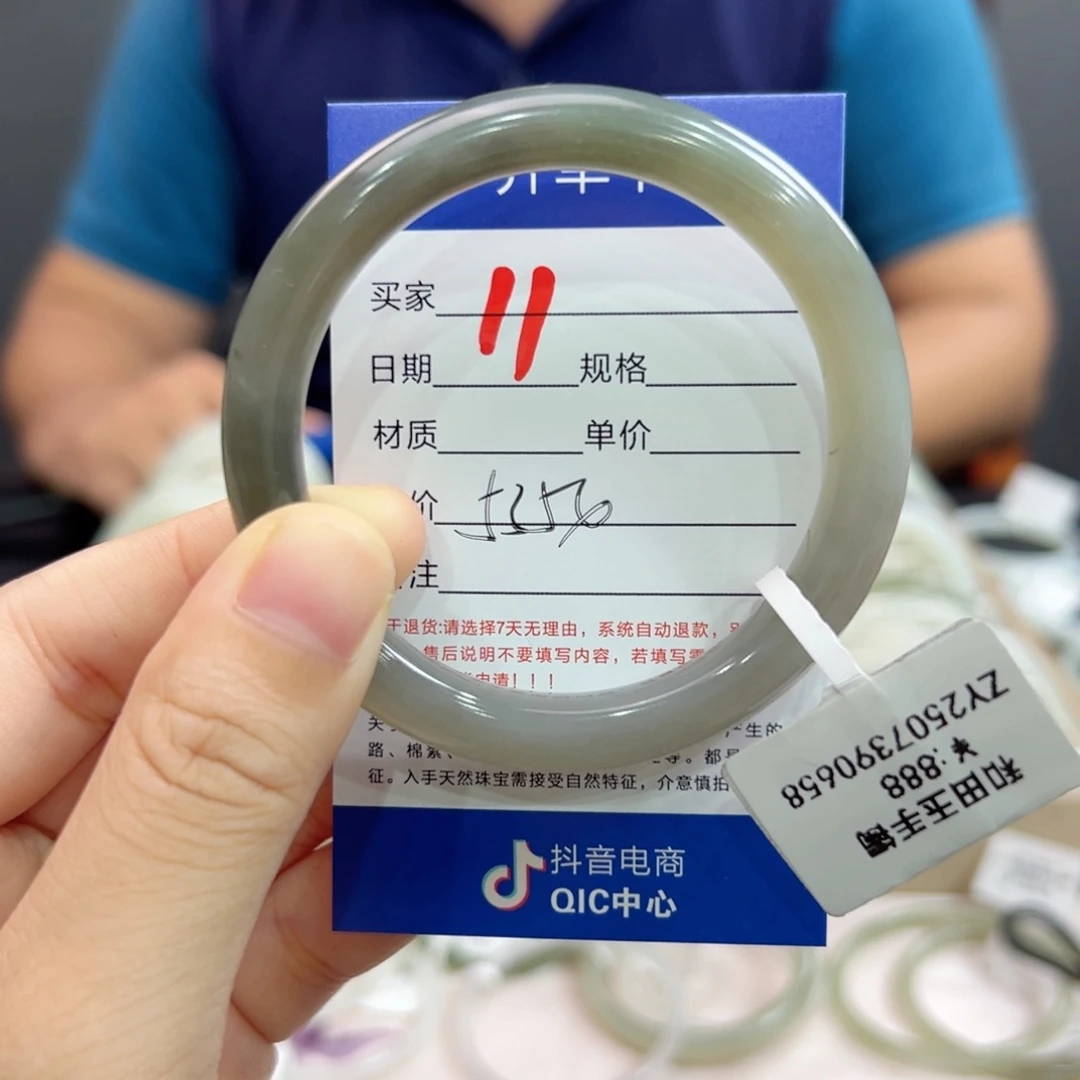 买家 11
日期 规格
材质 单价
价
注
退货:请选择7天无理由，系统自动退款，
售后说明不要填写内容，若填写
申请！！！
产生的
路、棉絮、 等。都是
征。入手天然珠宝需接受自然特征，介意慎拍
抖音电商
QIC中心
和田玉手镯
￥.888
ZY2507390658